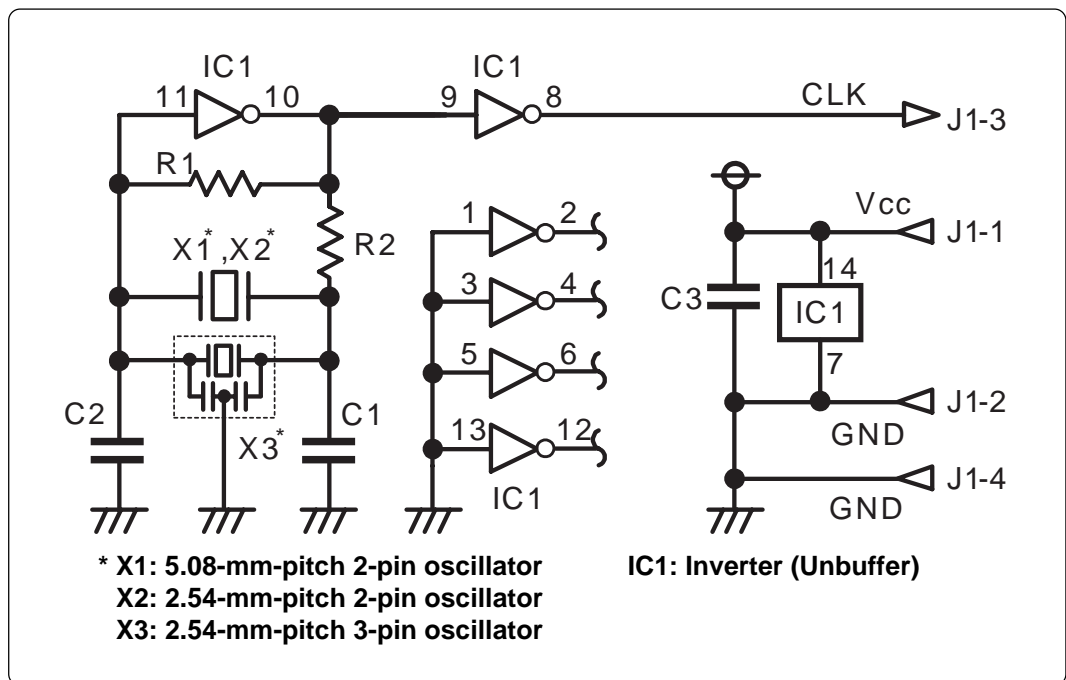 IC1 IC1
11 10 9 8 CLK J1-3
R1
X1*,X2* R2
1 2
3 4
5 6
13 12
IC1
C2 X3* C1
Vcc J1-1
14
C3 IC1
7
J1-2
GND
J1-4
GND
* X1: 5.08-mm-pitch 2-pin oscillator
X2: 2.54-mm-pitch 2-pin oscillator
X3: 2.54-mm-pitch 3-pin oscillator
IC1: Inverter (Unbuffer)